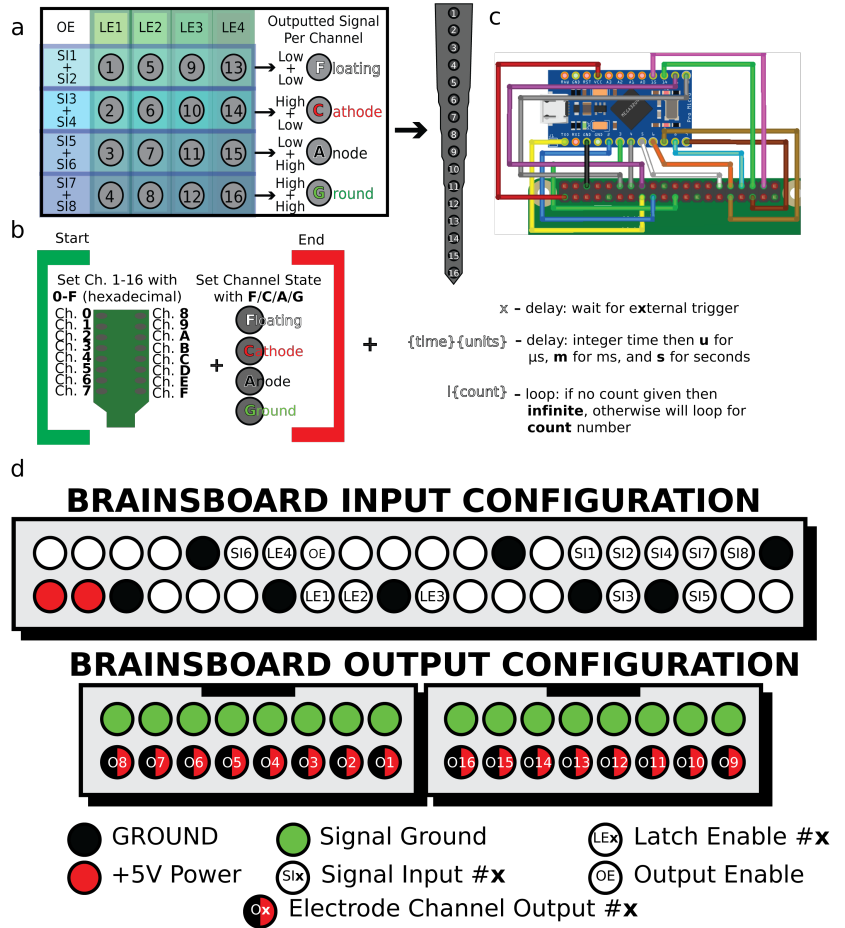 a
OE LE1 LE2 LE3 LE4
Outputted Signal
Per Channel
SI1
+
SI2
1 5 9 13
Low
+
Low
Floating
SI3
+
SI4
2 6 10 14
High
+
Low
Cathode
SI5
+
SI6
3 7 11 15
Low
+
High
Anode
SI7
+
SI8
4 8 12 16
High
+
High
Ground
1
2
3
4
5
6
7
8
9
10
11
12
13
14
15
16
c
Pro Micro
b
Start
End
Set Ch. 1-16 with
0-F (hexadecimal)
Ch. 0
Ch. 1
Ch. 2
Ch. 3
Ch. 4
Ch. 5
Ch. 6
Ch. 7
Ch. 8
Ch. 9
Ch. A
Ch. B
Ch. C
Ch. D
Ch. E
Ch. F
+
Set Channel State
with F/C/A/G
Floating
Cathode
Anode
Ground
+
x – delay: wait for external trigger
{time}{units} – delay: integer time then u for
µs, m for ms, and s for seconds
l{count} – loop: if no count given then
infinite, otherwise will loop for
count number
d
BRAINSBOARD INPUT CONFIGURATION
SI6 LE4 OE SI1 SI2 SI4 SI7 SI8
LE1 LE2 LE3 SI3 SI5
BRAINSBOARD OUTPUT CONFIGURATION
O8 O7 O6 O5 O4 O3 O2 O1
O16 O15 O14 O13 O12 O11 O10 O9
GROUND
Signal Ground
LEx Latch Enable #x
+5V Power
SIx Signal Input #x
OE Output Enable
Ox Electrode Channel Output #x